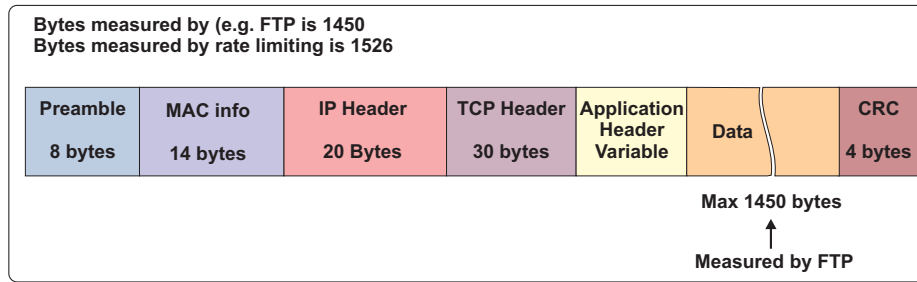 Bytes measured by (e.g. FTP is 1450
Bytes measured by rate limiting is 1526
Preamble
8 bytes
MAC info
14 bytes
IP Header
20 Bytes
TCP Header
30 bytes
Application
Header
Variable
Data
CRC
4 bytes
Max 1450 bytes
Measured by FTP